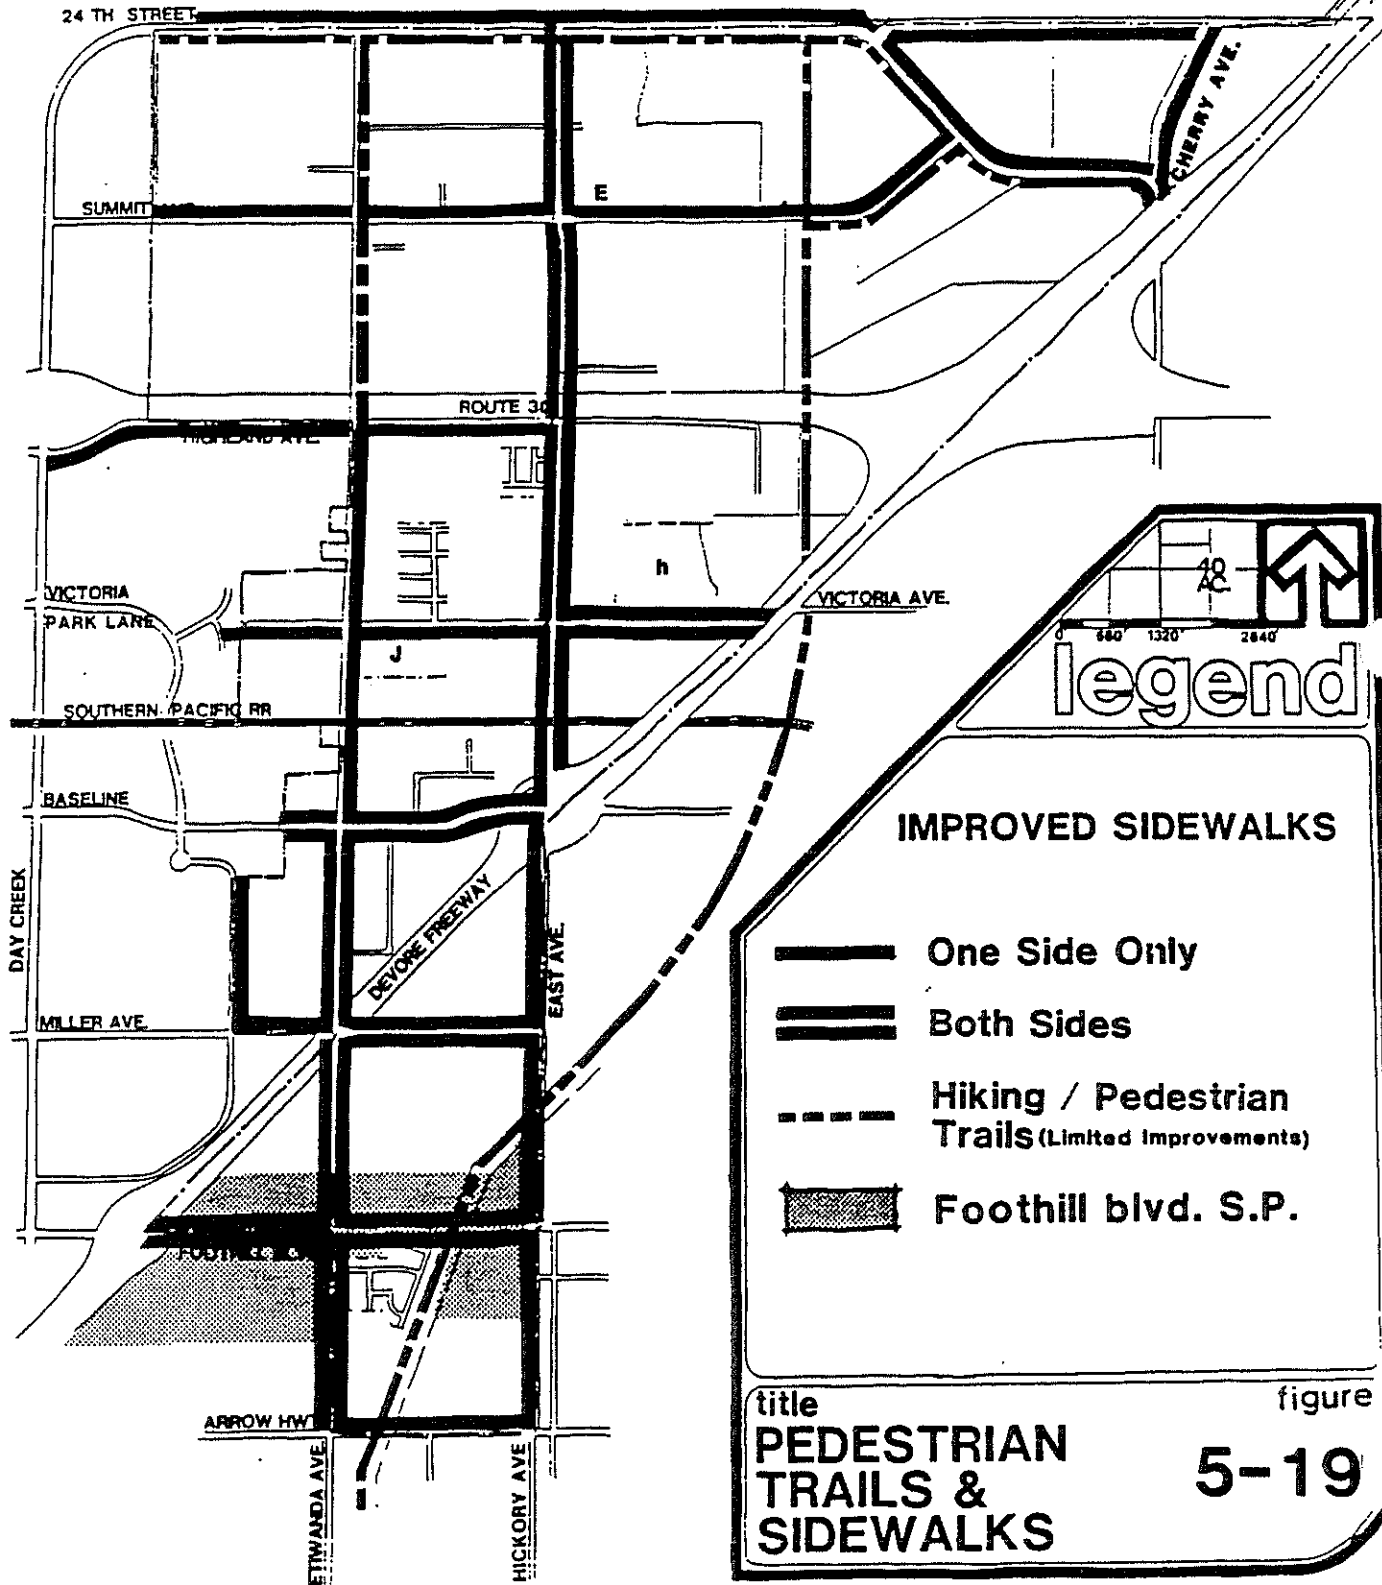 24 TH STREET
CHERRY AVE.
SUMMIT
E
ROUTE 30
HIGHLAND AVE.
h
VICTORIA
PARK LANE
VICTORIA AVE.
J
SOUTHERN PACIFIC RR
BASELINE
DAY CREEK
DEVORE FREEWAY
EAST AVE.
MILLER AVE.
FOOTHILL
ARROW HWY
ETIWANDA AVE.
HICKORY AVE
40
AC.
0 660' 1320' 2640'
legend
IMPROVED SIDEWALKS
One Side Only
Both Sides
Hiking / Pedestrian
Trails (Limited Improvements)
Foothill blvd. S.P.
title
PEDESTRIAN
TRAILS &
SIDEWALKS
figure
5-19